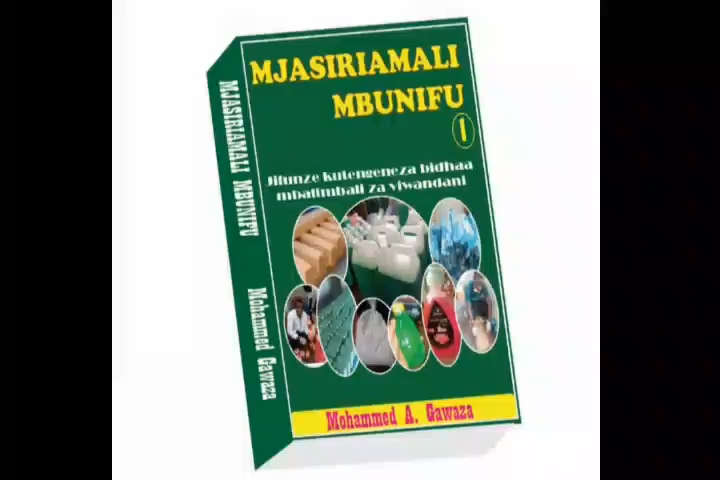 MJASIRIAMALI
MBUNIFU
1
Jifunze kutengeneza bidhaa
mbalimbali za viwandani
Mohammed A. Gawaza
MJASIRIAMALI MBUNIFU
Mohammed Gawaza